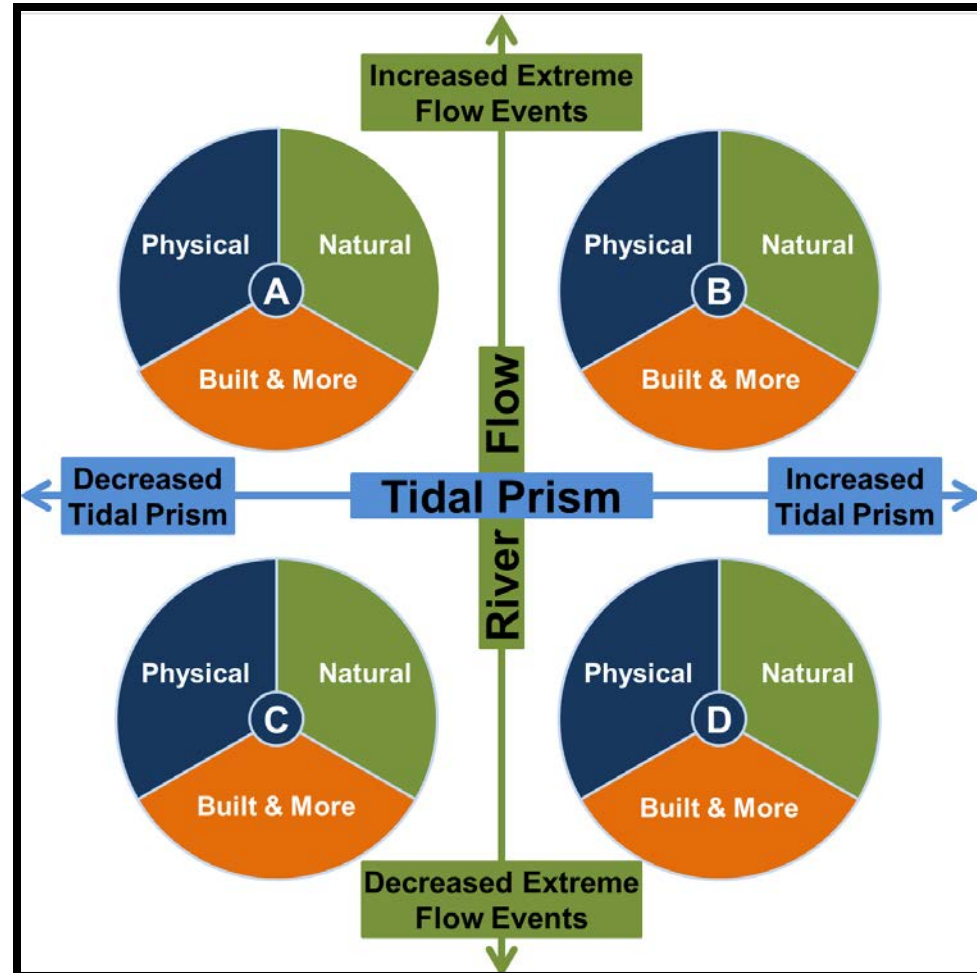 Increased Extreme
Flow Events
Physical
Natural
A
Built & More
Physical
Natural
B
Built & More
River Flow
Decreased
Tidal Prism
Tidal Prism
Increased
Tidal Prism
Physical
Natural
C
Built & More
Physical
Natural
D
Built & More
Decreased Extreme
Flow Events